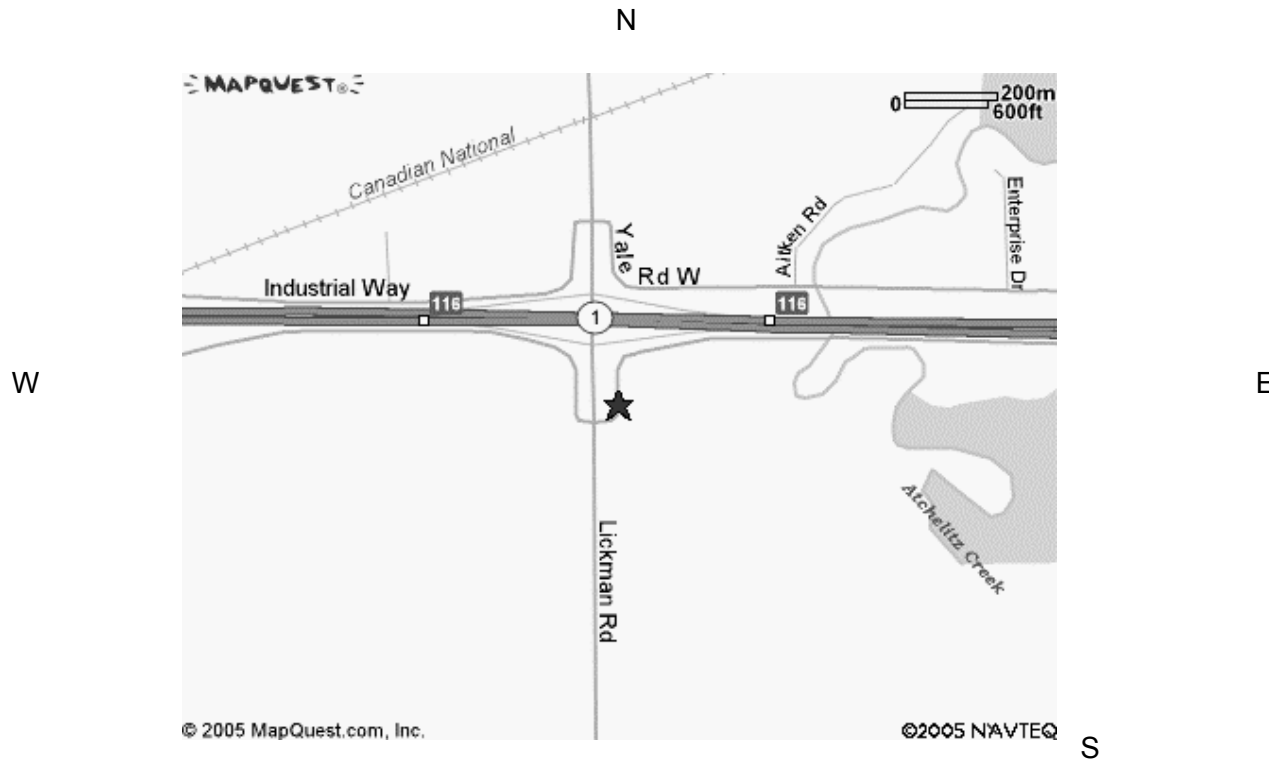 N
MAPQUEST®
0 200m
600ft
Canadian National
Enterprise Dr
Aitken Rd
Yale
Rd W
Industrial Way
116
116
1
W
E
Atchelitz Creek
Lickman Rd
© 2005 MapQuest.com, Inc.
©2005 NAVTEQ
S